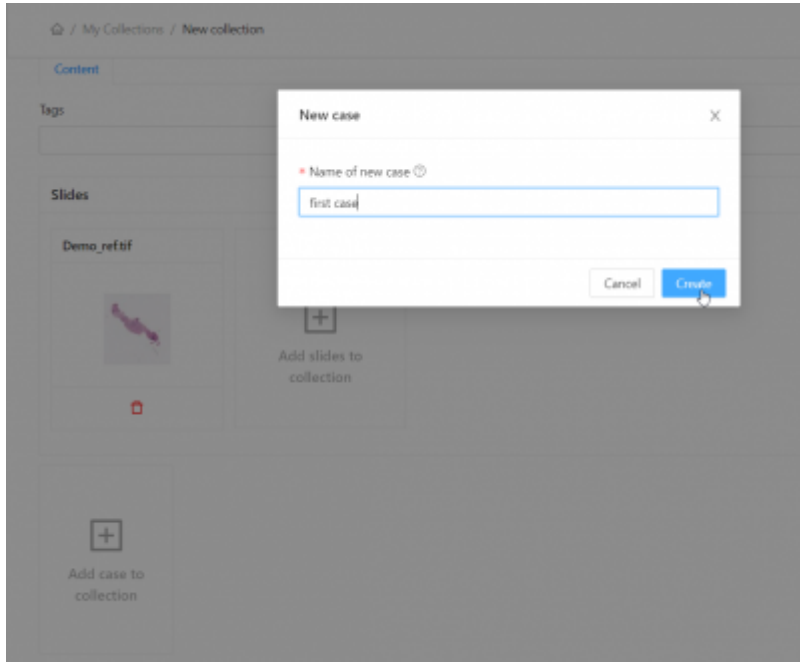 / My Collections / New collection
Content
Tags
New case
* Name of new case
first case
Cancel
Create
Slides
Demo_ref.tif
Add slides to
collection
Add case to
collection